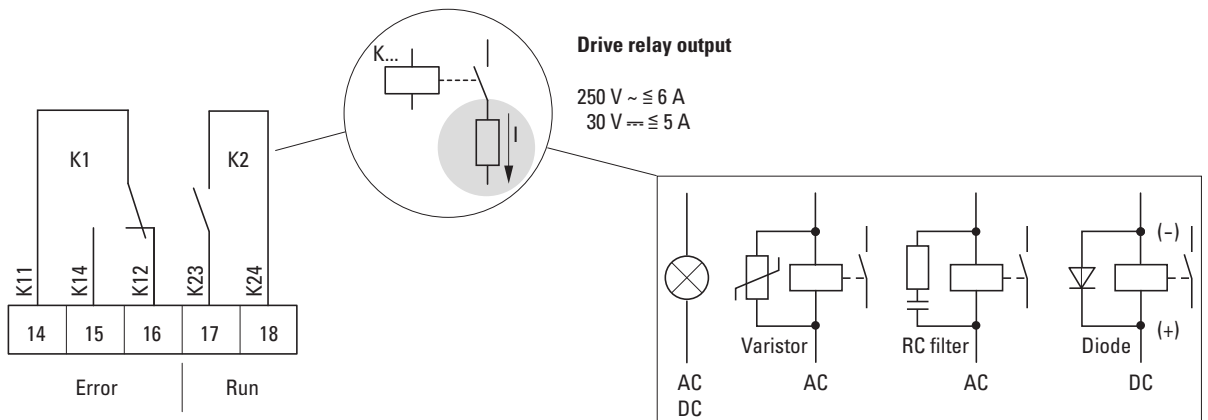 K...
Drive relay output
250 V ~ ≦ 6 A
30 V ⎓ ≦ 5 A
I
K1
K2
K11
K14
K12
K23
K24
14 15 16 17 18
Error Run
(-)
(+)
Varistor RC filter Diode
AC AC AC DC
DC